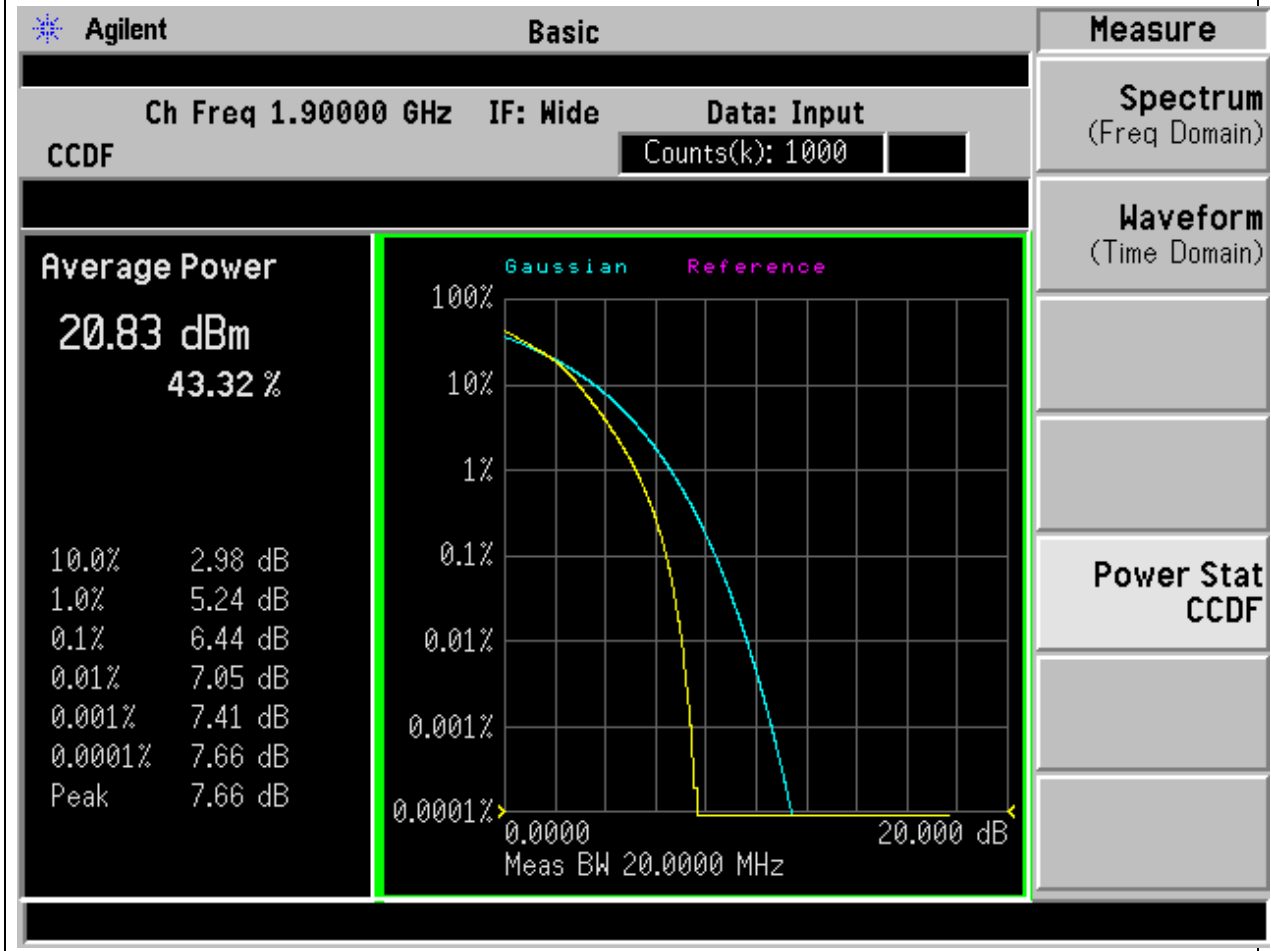 Agilent Basic Measure
Ch Freq 1.90000 GHz IF: Wide Data: Input
CCDF Counts(k): 1000
Spectrum
(Freq Domain)
Waveform
(Time Domain)
Power Stat
CCDF
Average Power
20.83 dBm
43.32 %
10.0% 2.98 dB
1.0% 5.24 dB
0.1% 6.44 dB
0.01% 7.05 dB
0.001% 7.41 dB
0.0001% 7.66 dB
Peak 7.66 dB
Gaussian Reference
100%
10%
1%
0.1%
0.01%
0.001%
0.0001%
0.0000 20.000 dB
Meas BW 20.0000 MHz